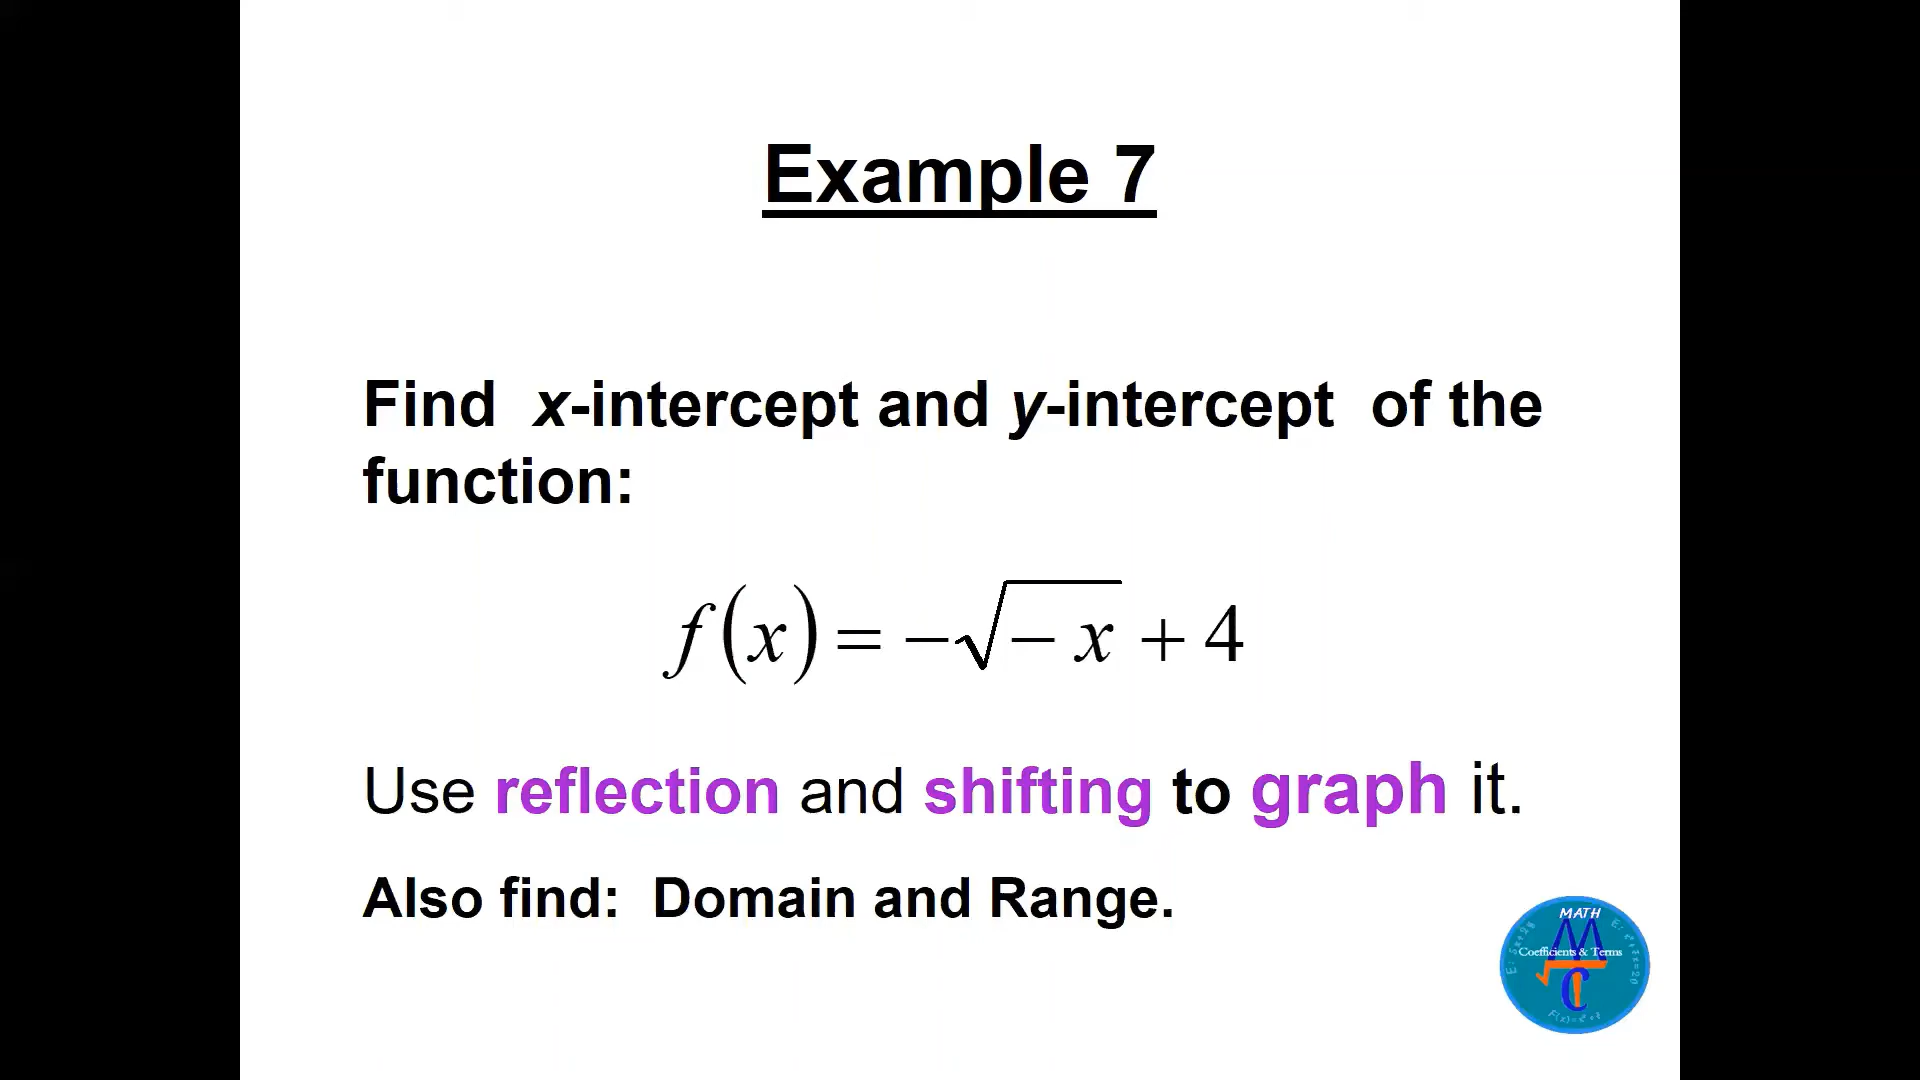 Example 7
Find x-intercept and y-intercept of the
function:
f(x) = −√−x + 4
Use reflection and shifting to graph it.
Also find: Domain and Range.
MATH
Coefficients & Terms